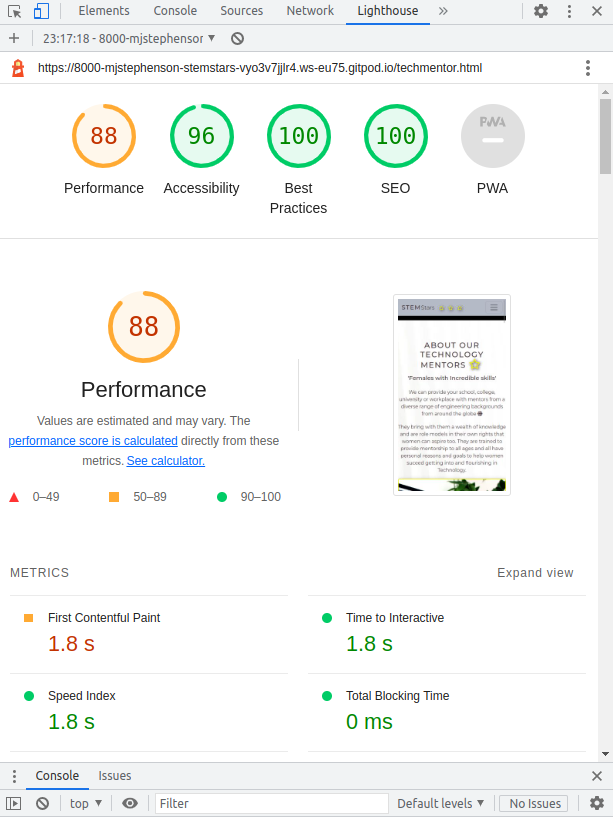 Elements Console Sources Network Lighthouse »
23:17:18 - 8000-mjstephensor
https://8000-mjstephenson-stemstars-vyo3v7jjlr4.ws-eu75.gitpod.io/techmentor.html
88 96 100 100 PWA
Performance Accessibility Best Practices SEO PWA
88
Performance
Values are estimated and may vary. The
performance score is calculated directly from these
metrics. See calculator.
0–49 50–89 90–100
STEMStars
ABOUT OUR
TECHNOLOGY
MENTORS
'Females with Incredible skills'
We can provide your school, college,
university or workplace with mentors from a
diverse range of engineering backgrounds
from around the globe
They bring with them a wealth of knowledge
and are role models in their own rights that
women can aspire too. They are trained to
provide mentorship to all ages and all have
personal reasons and goals to help women
succeed getting into and flourishing in
Technology.
METRICS Expand view
First Contentful Paint Time to Interactive
1.8 s 1.8 s
Speed Index Total Blocking Time
1.8 s 0 ms
Console Issues
top Filter Default levels No Issues